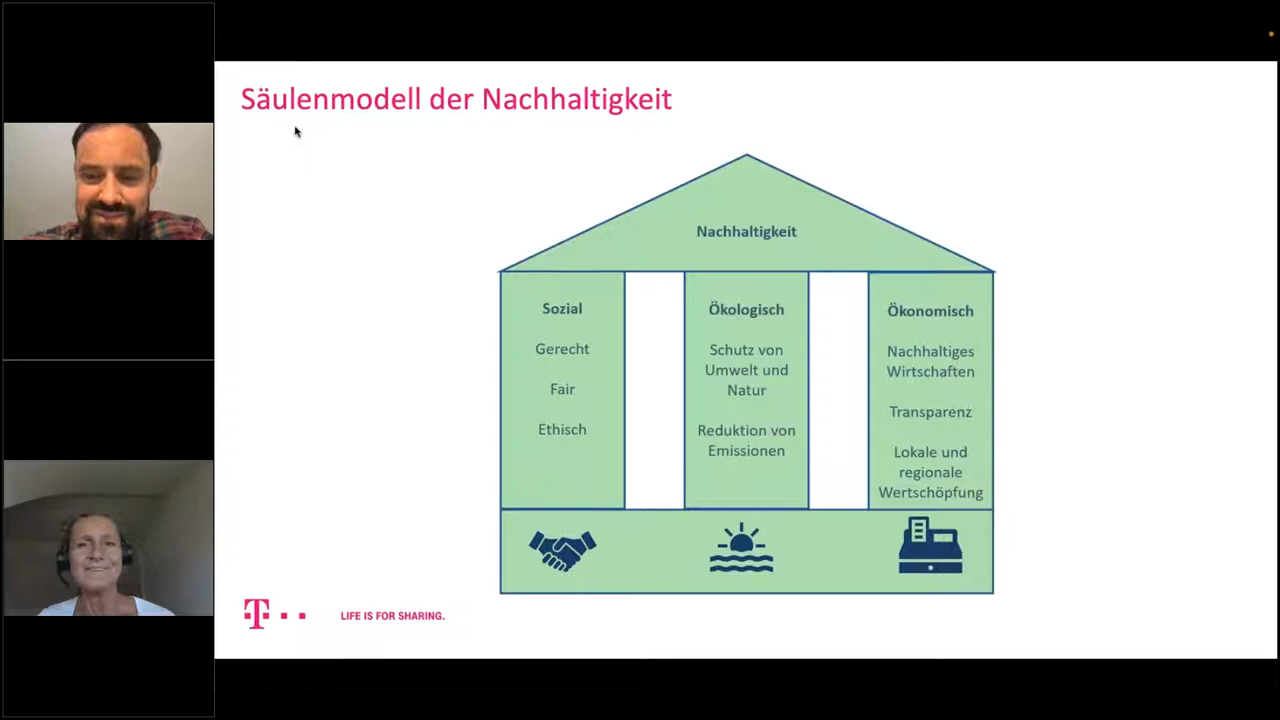 Säulenmodell der Nachhaltigkeit
Nachhaltigkeit
Sozial
Gerecht
Fair
Ethisch
Ökologisch
Schutz von
Umwelt und
Natur
Reduktion von
Emissionen
Ökonomisch
Nachhaltiges
Wirtschaften
Transparenz
Lokale und
regionale
Wertschöpfung
T
LIFE IS FOR SHARING.